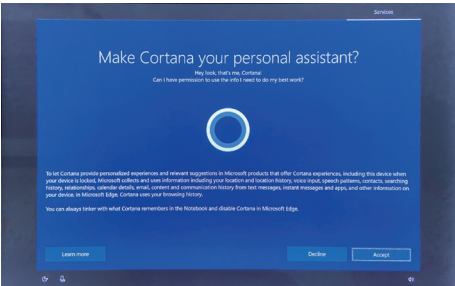 Services
Make Cortana your personal assistant?
Hey, look, that's me, Cortana!
Can I have permission to use the info I need to do my best work?
To let Cortana provide personalized experiences and relevant suggestions in Microsoft products that offer Cortana experiences, including this device when
your device is locked, Microsoft collects and uses information including your location and location history, voice input, speech patterns, contacts, searching
history, relationships, calendar details, email, content and communication history from text messages, instant messages and apps, and other information on
your device. In Microsoft Edge, Cortana uses your browsing history.
You can always tinker with what Cortana remembers in the Notebook and disable Cortana in Microsoft Edge.
Learn more
Decline
Accept